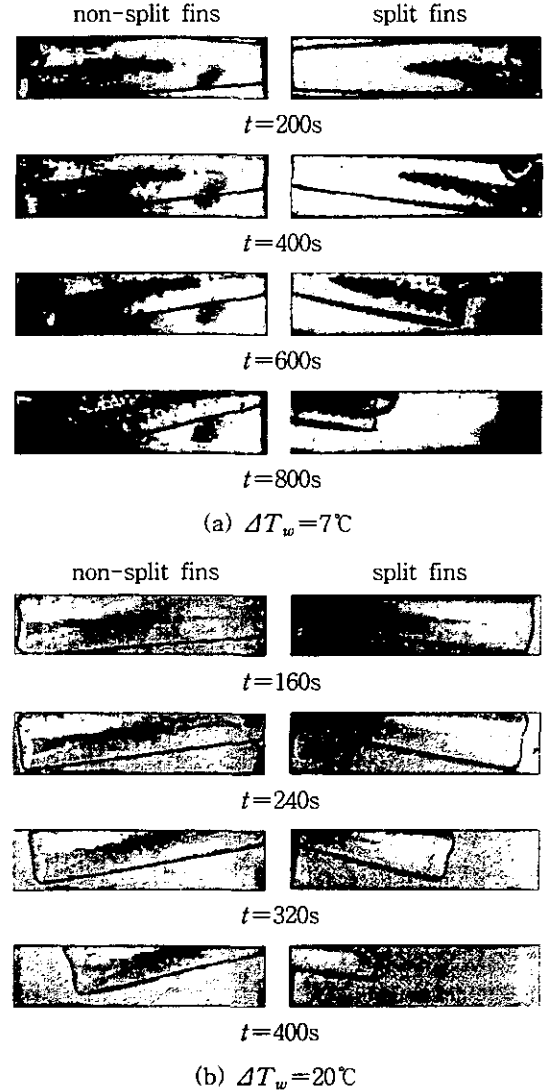 non-split fins split fins
t=200s
t=400s
t=600s
t=800s
(a) ΔT_w=7℃
non-split fins split fins
t=160s
t=240s
t=320s
t=400s
(b) ΔT_w=20℃